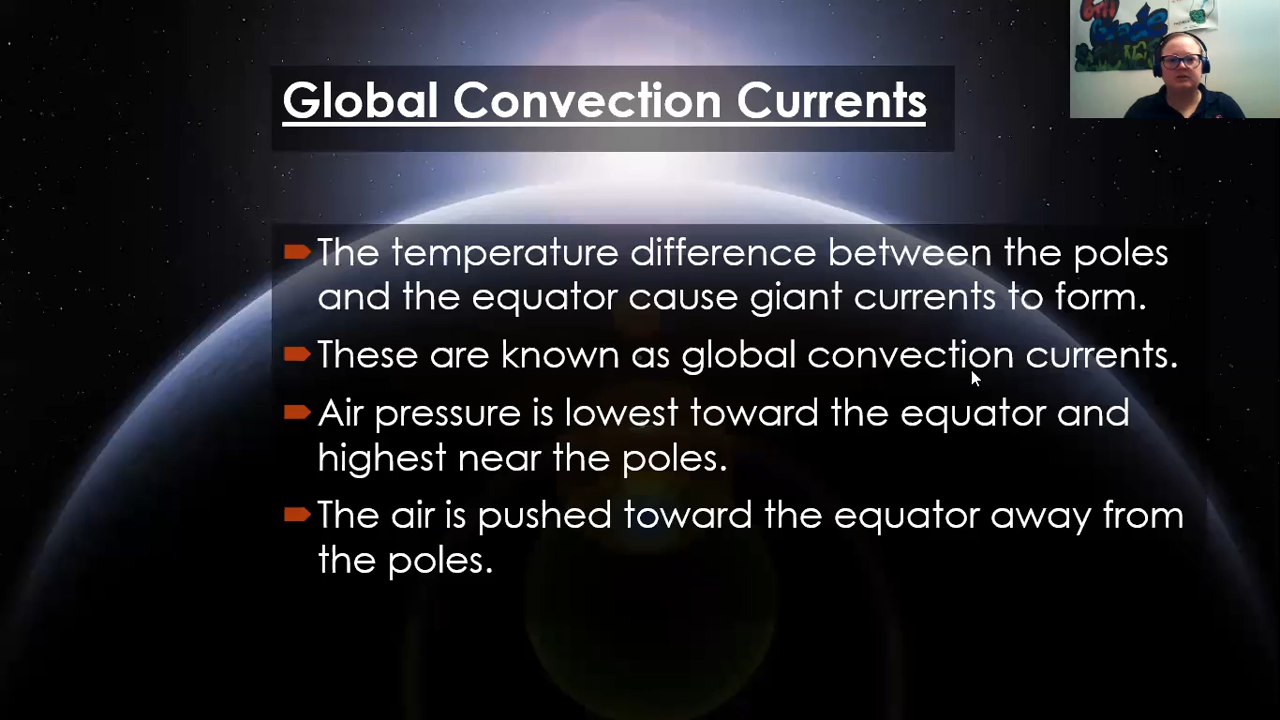 Global Convection Currents
The temperature difference between the poles
and the equator cause giant currents to form.
These are known as global convection currents.
Air pressure is lowest toward the equator and
highest near the poles.
The air is pushed toward the equator away from
the poles.